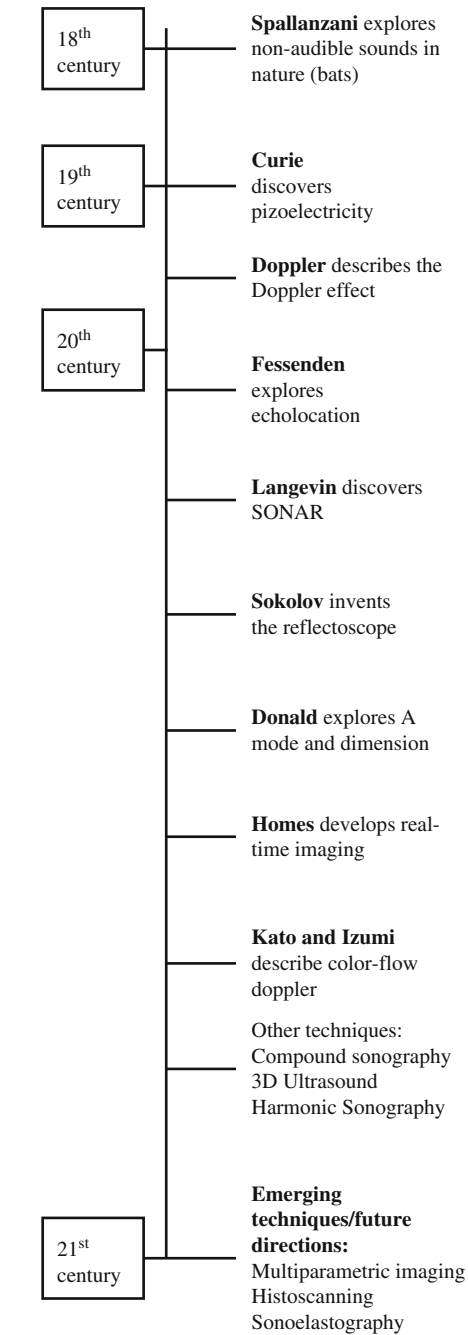 18th
century
Spallanzani explores
non-audible sounds in
nature (bats)
19th
century
Curie
discovers
pizoelectricity
Doppler describes the
Doppler effect
20th
century
Fessenden
explores
echolocation
Langevin discovers
SONAR
Sokolov invents
the reflectoscope
Donald explores A
mode and dimension
Homes develops real-
time imaging
Kato and Izumi
describe color-flow
doppler
Other techniques:
Compound sonography
3D Ultrasound
Harmonic Sonography
21st
century
Emerging
techniques/future
directions:
Multiparametric imaging
Histoscanning
Sonoelastography